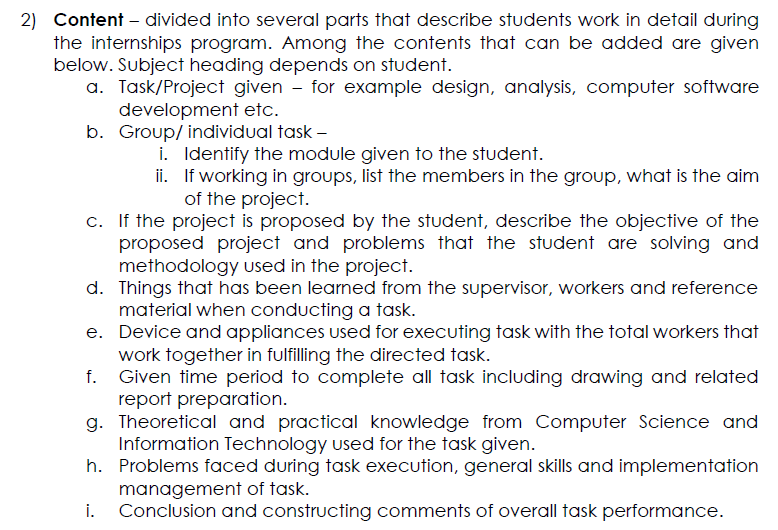 2) Content – divided into several parts that describe students work in detail during
the internships program. Among the contents that can be added are given
below. Subject heading depends on student.
a. Task/Project given – for example design, analysis, computer software
development etc.
b. Group/ individual task –
i. Identify the module given to the student.
ii. If working in groups, list the members in the group, what is the aim
of the project.
c. If the project is proposed by the student, describe the objective of the
proposed project and problems that the student are solving and
methodology used in the project.
d. Things that has been learned from the supervisor, workers and reference
material when conducting a task.
e. Device and appliances used for executing task with the total workers that
work together in fulfilling the directed task.
f. Given time period to complete all task including drawing and related
report preparation.
g. Theoretical and practical knowledge from Computer Science and
Information Technology used for the task given.
h. Problems faced during task execution, general skills and implementation
management of task.
i. Conclusion and constructing comments of overall task performance.